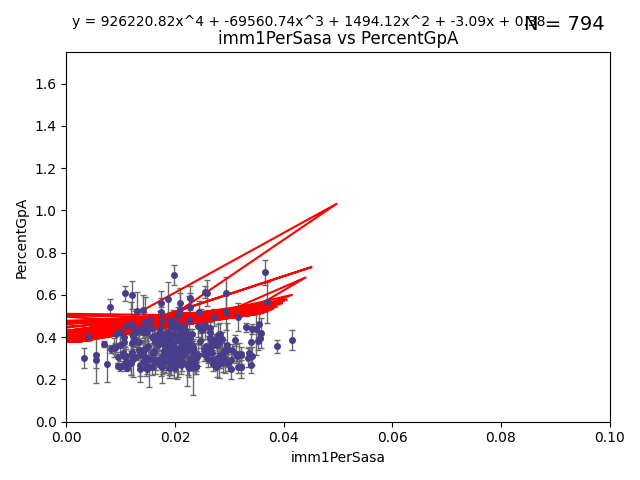 y = 926220.82x^4 + -69560.74x^3 + 1494.12x^2 + -3.09x + 0.38
N = 794
imm1PerSasa vs PercentGpA
1.6
1.4
1.2
1.0
0.8
0.6
0.4
0.2
0.0
PercentGpA
0.00 0.02 0.04 0.06 0.08 0.10
imm1PerSasa